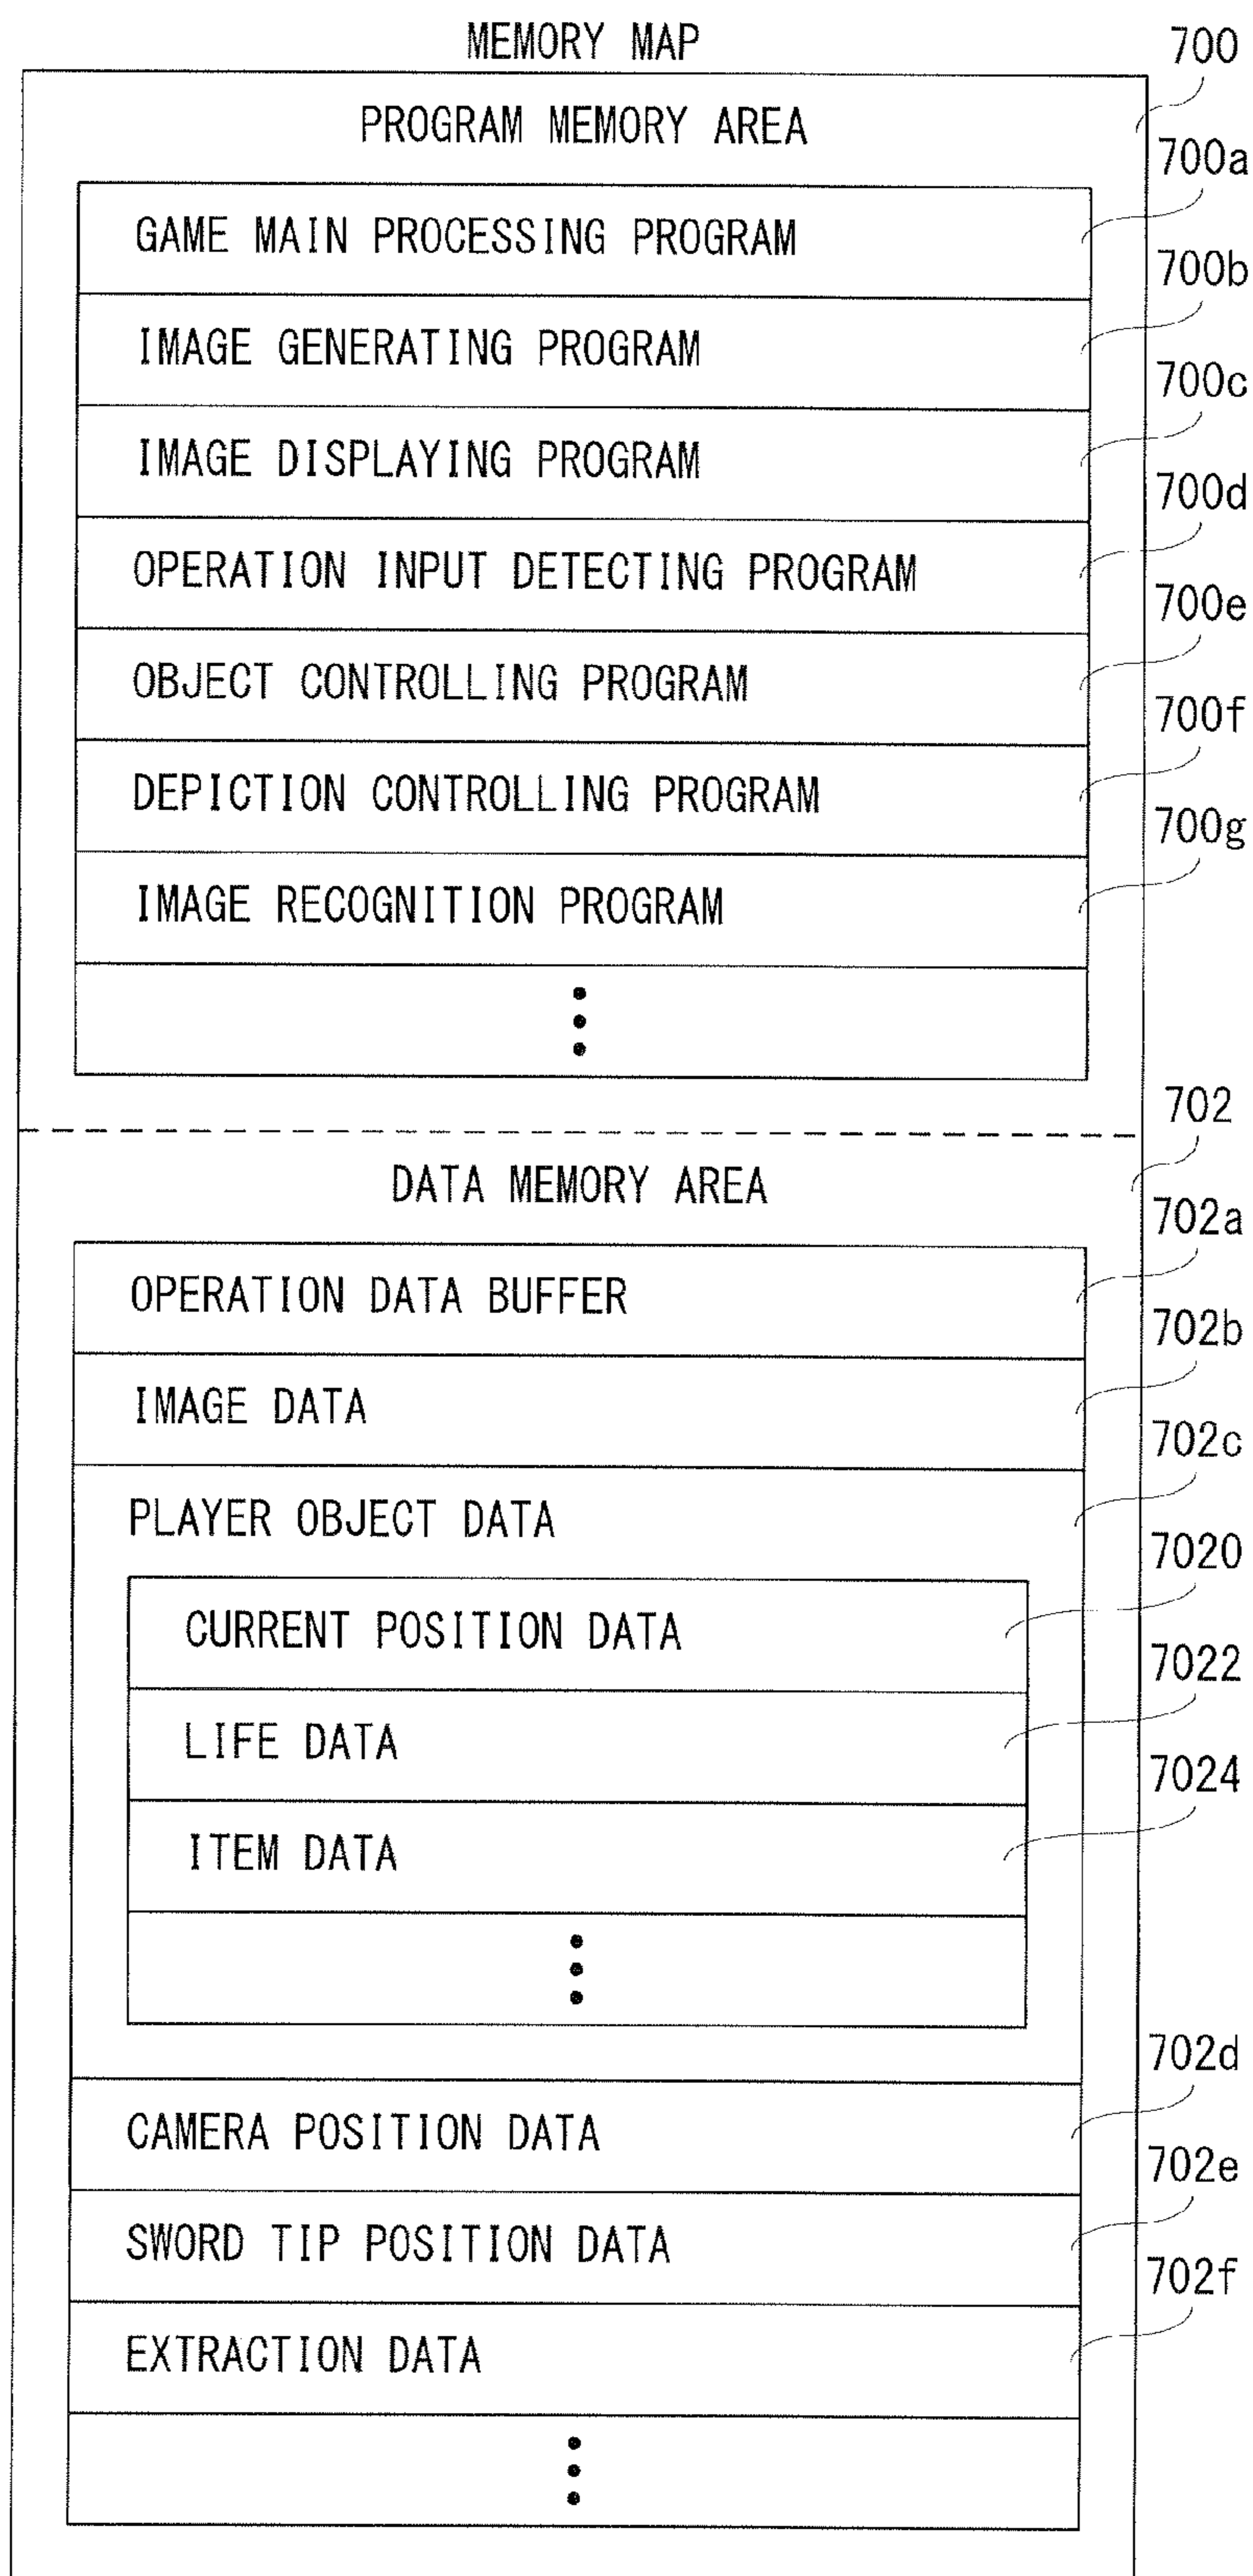 MEMORY MAP
700
PROGRAM MEMORY AREA
700a
GAME MAIN PROCESSING PROGRAM
700b
IMAGE GENERATING PROGRAM
700c
IMAGE DISPLAYING PROGRAM
700d
OPERATION INPUT DETECTING PROGRAM
700e
OBJECT CONTROLLING PROGRAM
700f
DEPICTION CONTROLLING PROGRAM
700g
IMAGE RECOGNITION PROGRAM
702
DATA MEMORY AREA
702a
OPERATION DATA BUFFER
702b
IMAGE DATA
702c
PLAYER OBJECT DATA
7020
CURRENT POSITION DATA
7022
LIFE DATA
7024
ITEM DATA
702d
CAMERA POSITION DATA
702e
SWORD TIP POSITION DATA
702f
EXTRACTION DATA